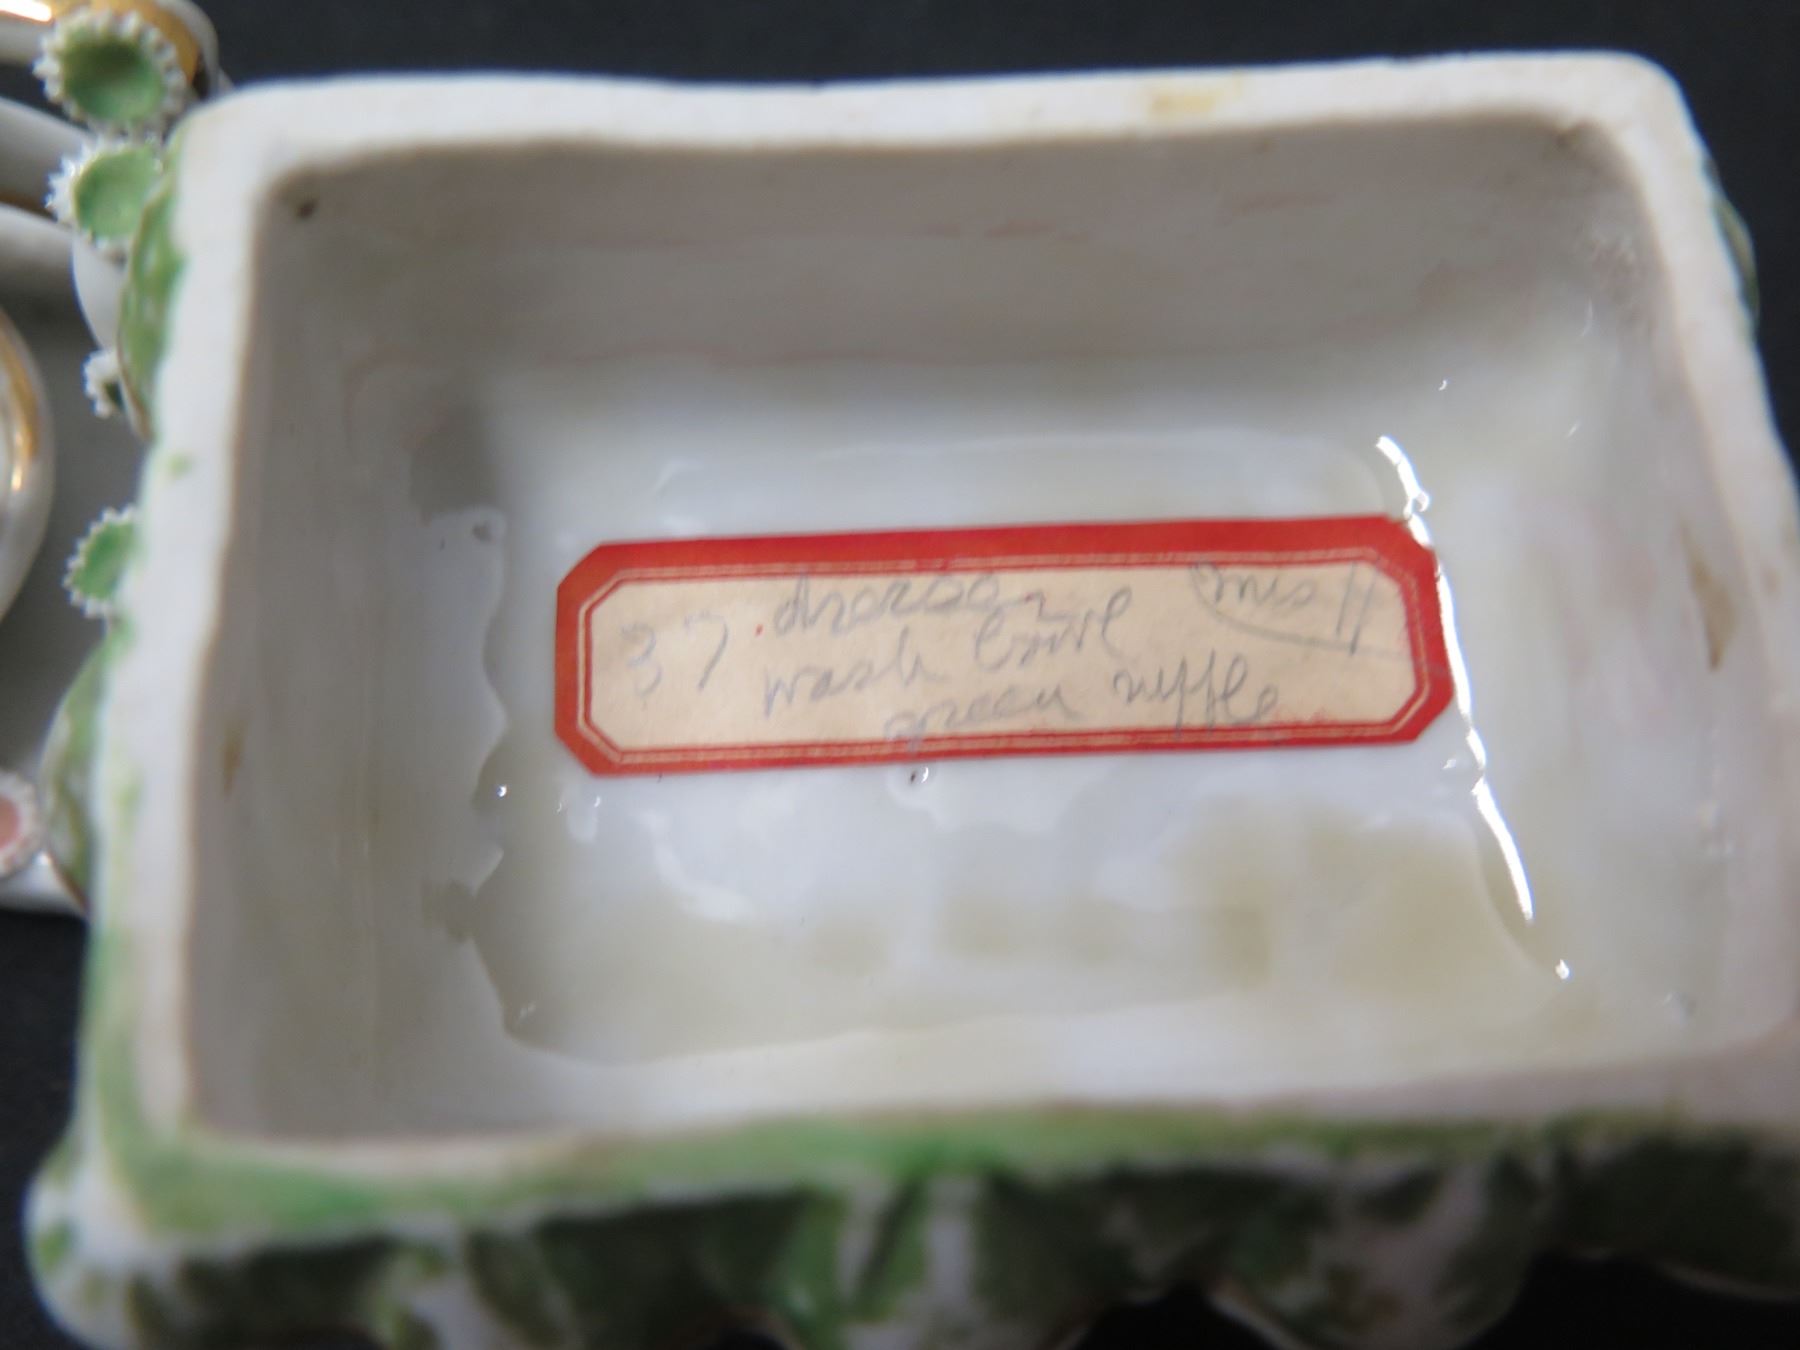 37 dresser
wash bowl
green ruffle